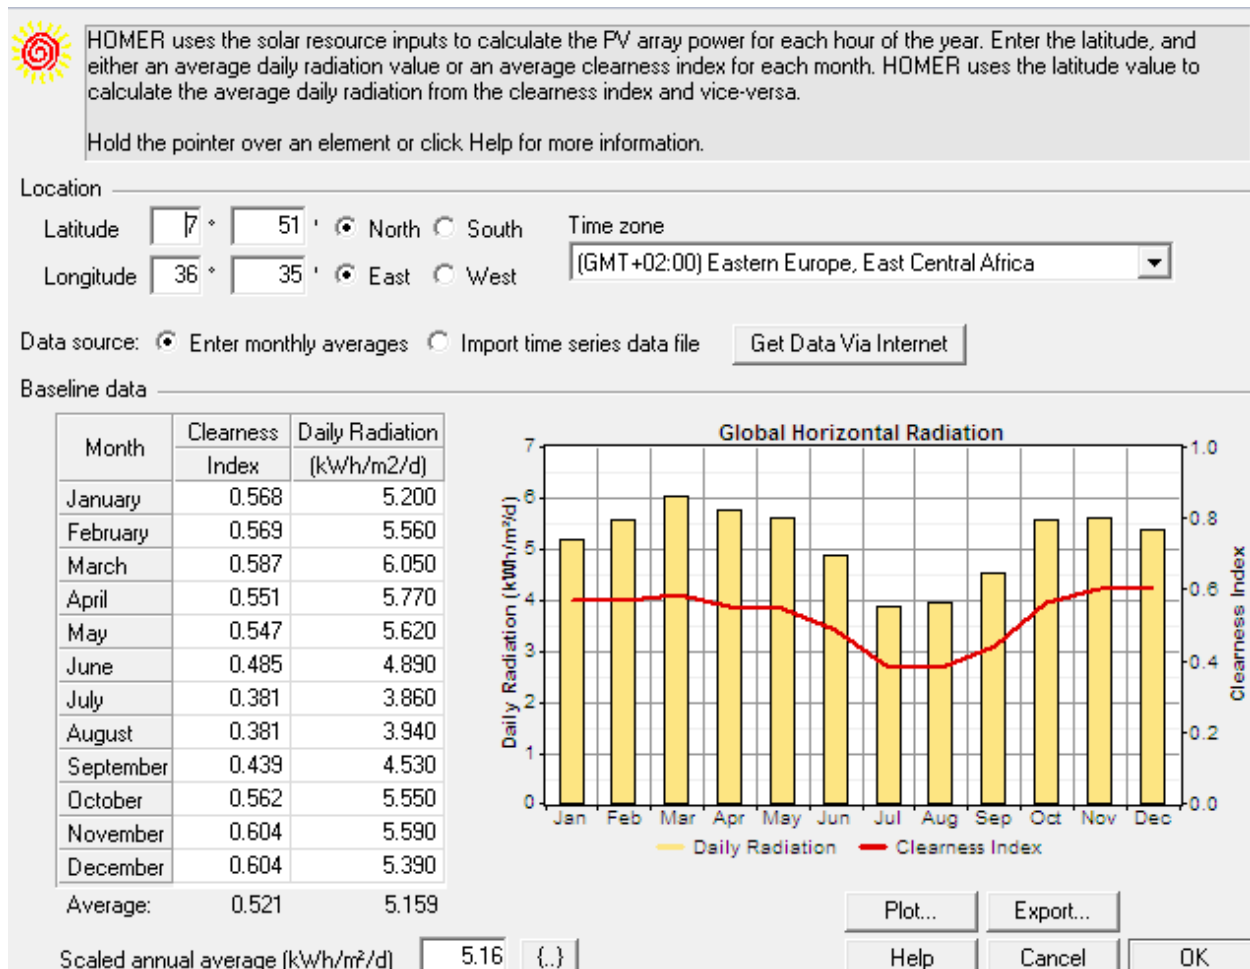 HOMER uses the solar resource inputs to calculate the PV array power for each hour of the year. Enter the latitude, and
either an average daily radiation value or an average clearness index for each month. HOMER uses the latitude value to
calculate the average daily radiation from the clearness index and vice-versa.
Hold the pointer over an element or click Help for more information.
Location
Latitude 7 ° 51 ' North South Time zone
Longitude 36 ° 35 ' East West (GMT+02:00) Eastern Europe, East Central Africa
Data source: Enter monthly averages Import time series data file Get Data Via Internet
Baseline data
Month Clearness Daily Radiation
Index (kWh/m2/d)
January 0.568 5.200
February 0.569 5.560
March 0.587 6.050
April 0.551 5.770
May 0.547 5.620
June 0.485 4.890
July 0.381 3.860
August 0.381 3.940
September 0.439 4.530
October 0.562 5.550
November 0.604 5.590
December 0.604 5.390
Average: 0.521 5.159
Scaled annual average (kWh/m²/d) 5.16 {..}
Global Horizontal Radiation
Daily Radiation (kWh/m²/d)
7
6
5
4
3
2
1
0
1.0
0.8
0.6
0.4
0.2
0.0
Clearness Index
Jan Feb Mar Apr May Jun Jul Aug Sep Oct Nov Dec
Daily Radiation Clearness Index
Plot... Export...
Help Cancel OK